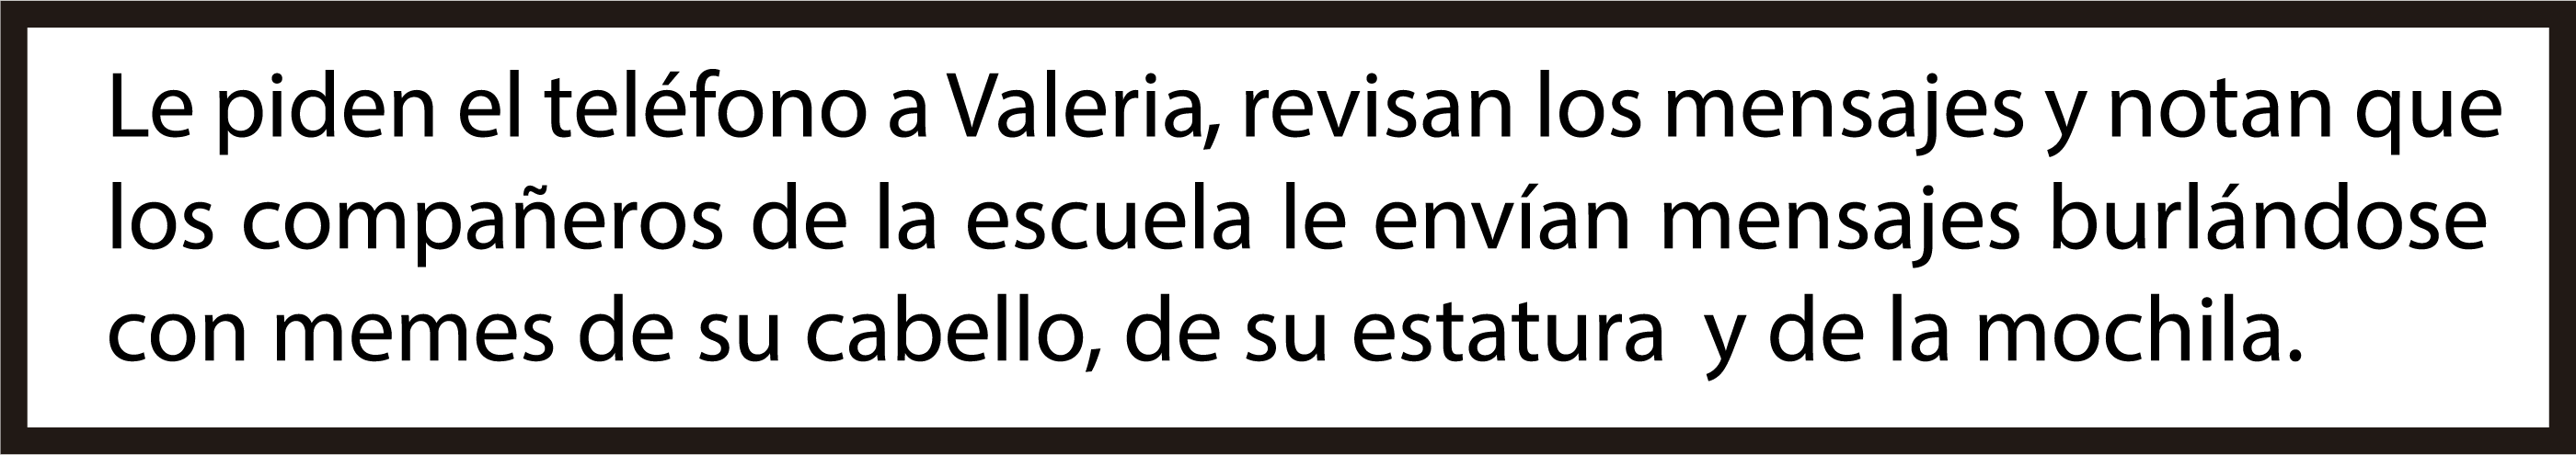 Le piden el teléfono a Valeria, revisan los mensajes y notan que
los compañeros de la escuela le envían mensajes burlándose
con memes de su cabello, de su estatura  y de la mochila.